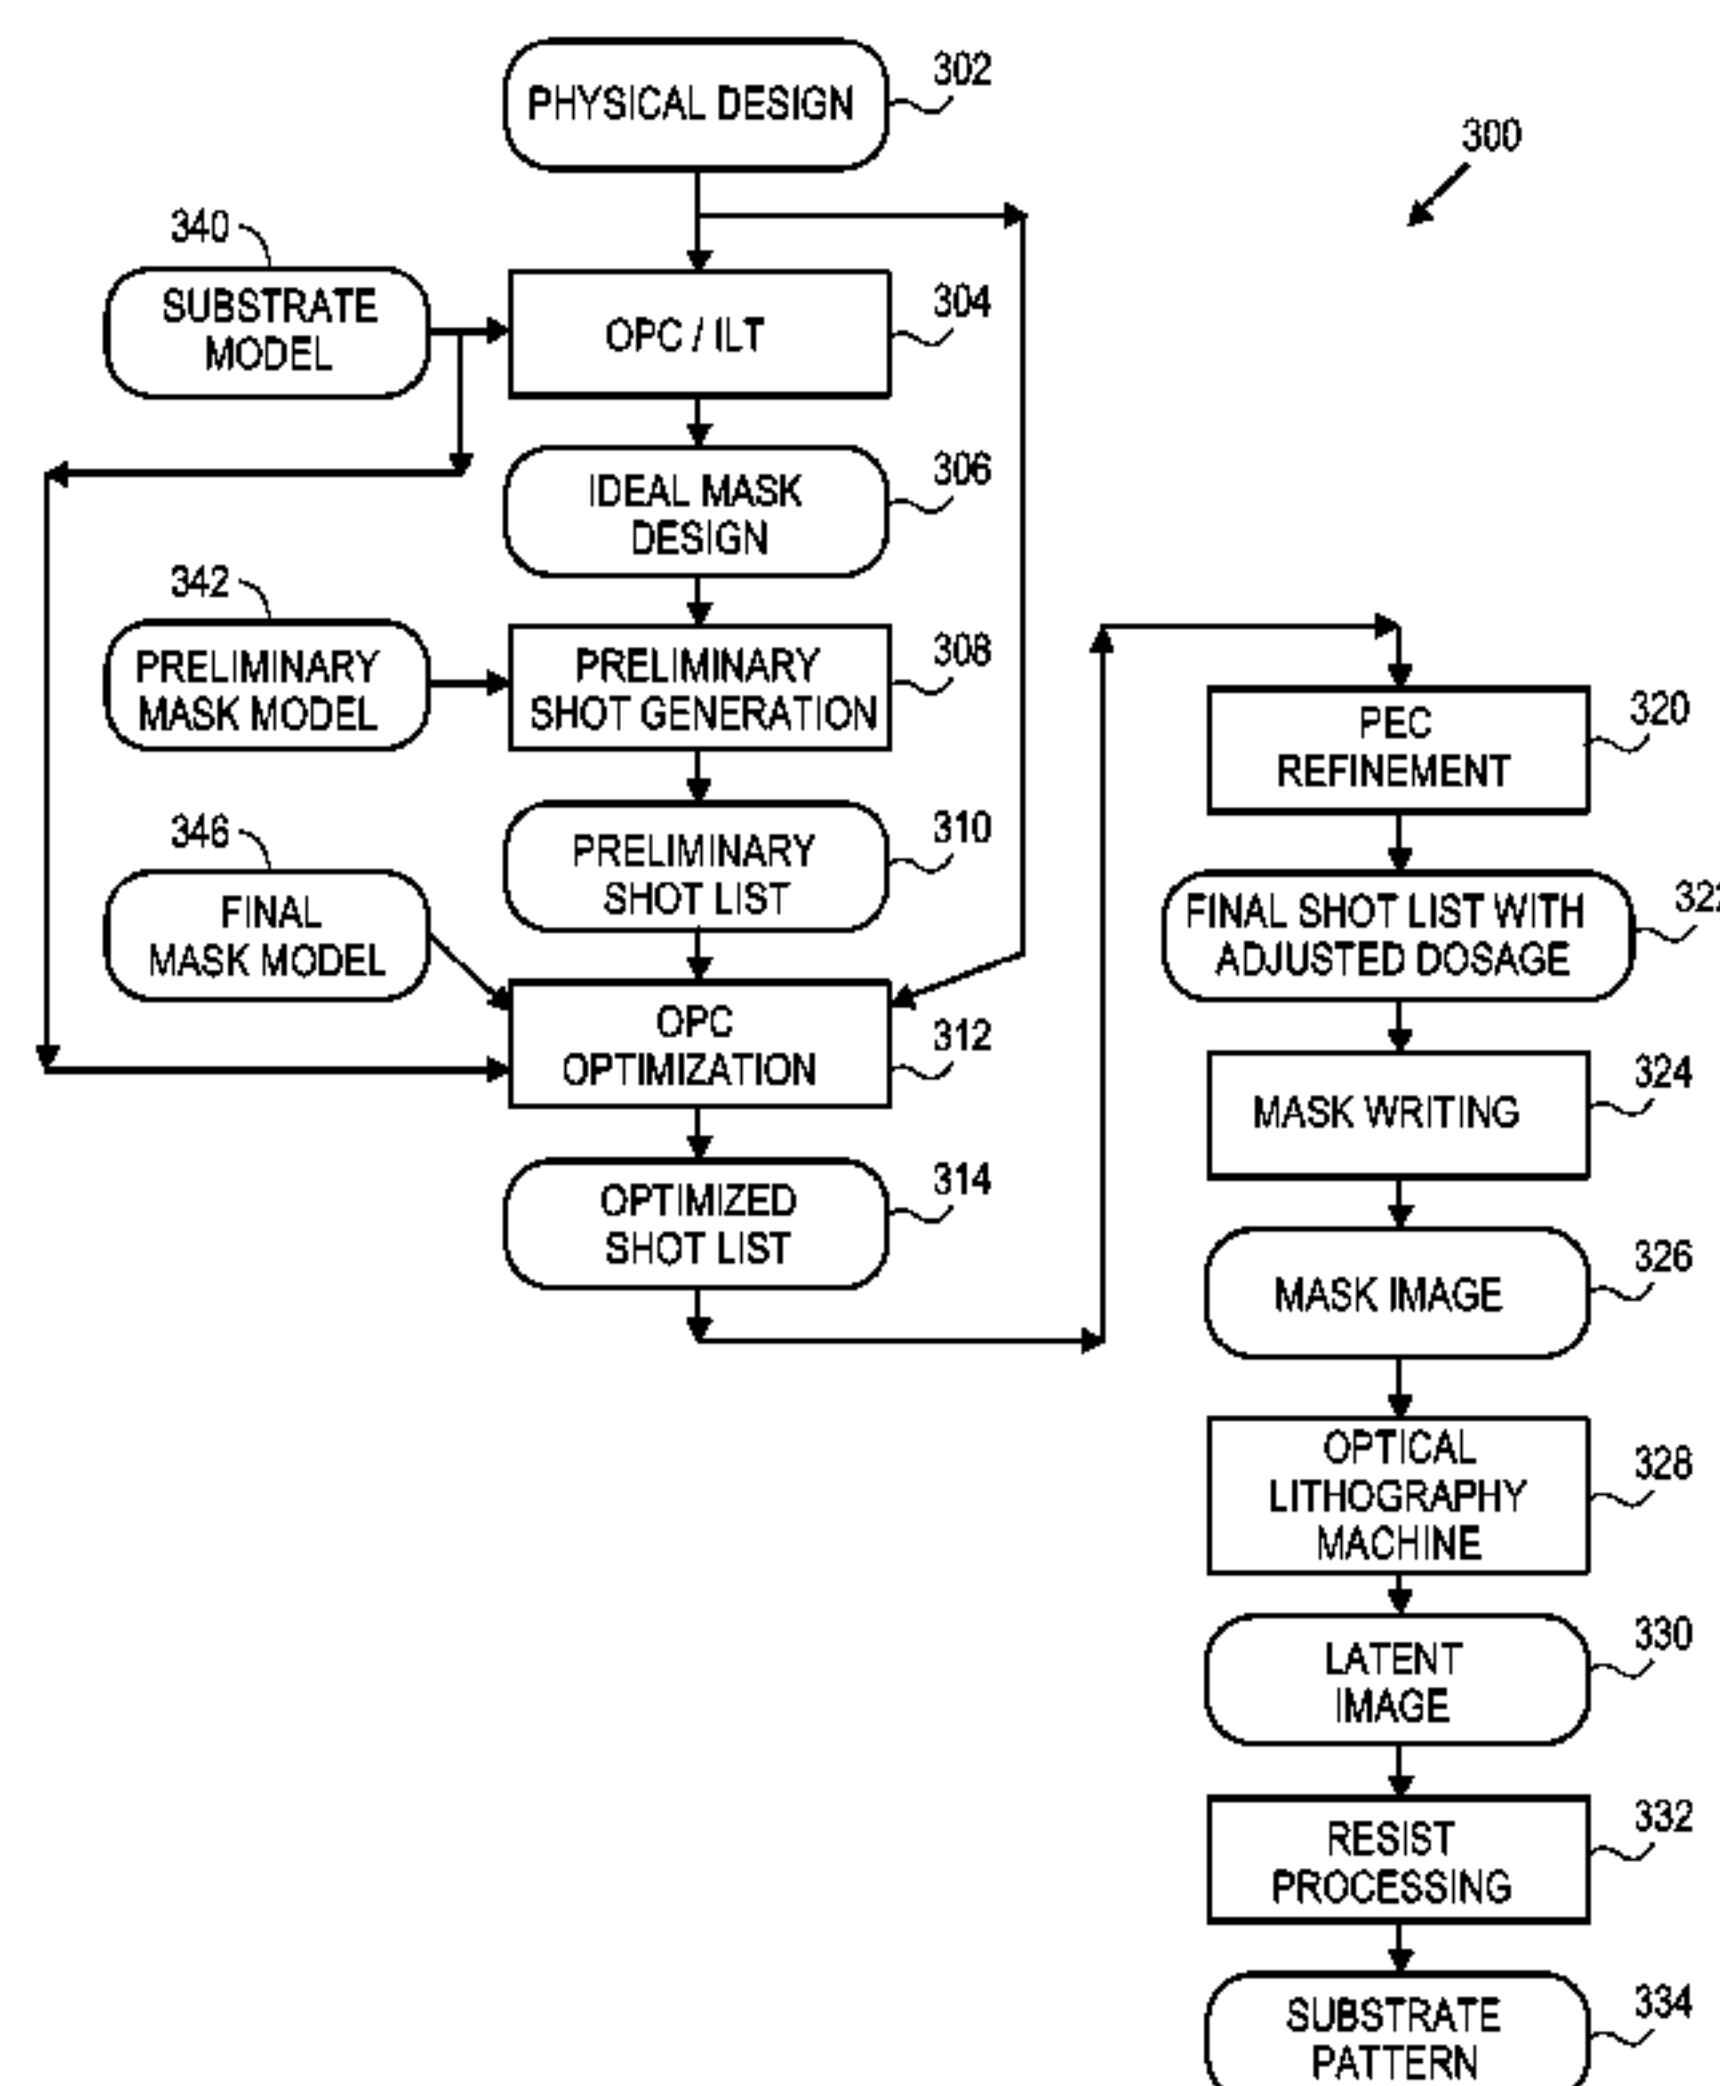 302
PHYSICAL DESIGN
300
340
SUBSTRATE
MODEL
304
OPC / ILT
306
IDEAL MASK
DESIGN
342
PRELIMINARY
MASK MODEL
308
PRELIMINARY
SHOT GENERATION
346
FINAL
MASK MODEL
310
PRELIMINARY
SHOT LIST
312
OPC
OPTIMIZATION
314
OPTIMIZED
SHOT LIST
320
PEC
REFINEMENT
322
FINAL SHOT LIST WITH
ADJUSTED DOSAGE
324
MASK WRITING
326
MASK IMAGE
328
OPTICAL
LITHOGRAPHY
MACHINE
330
LATENT
IMAGE
332
RESIST
PROCESSING
334
SUBSTRATE
PATTERN